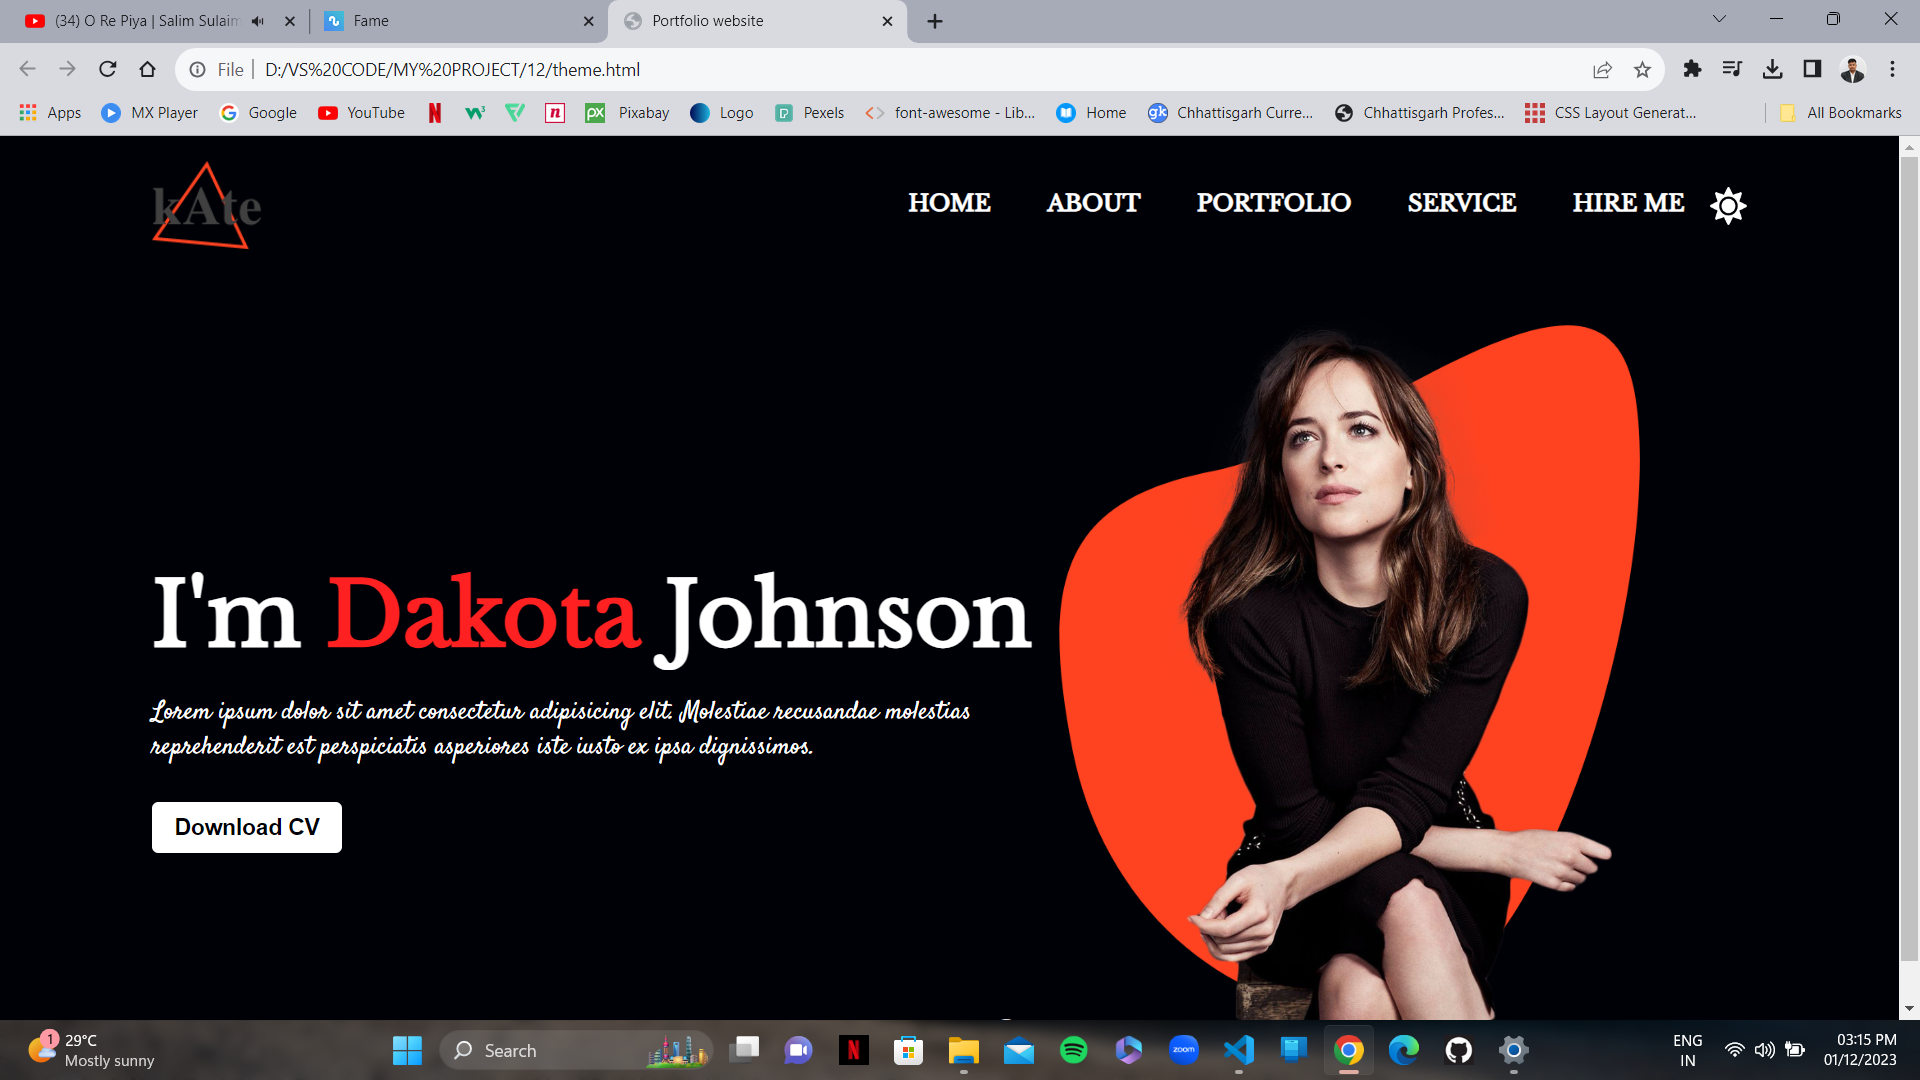 (34) O Re Piya | Salim Sulaim
Fame
Portfolio website
File
D:/VS%20CODE/MY%20PROJECT/12/theme.html
Apps
MX Player
Google
YouTube
Pixabay
Logo
Pexels
font-awesome - Lib...
Home
Chhattisgarh Curre...
Chhattisgarh Profes...
CSS Layout Generat...
All Bookmarks
kAte
HOME
ABOUT
PORTFOLIO
SERVICE
HIRE ME
I'm Dakota Johnson
Lorem ipsum dolor sit amet consectetur adipisicing elit. Molestiae recusandae molestias
reprehenderit est perspiciatis asperiores iste iusto ex ipsa dignissimos.
Download CV
1
29°C
Mostly sunny
Search
zoom
ENG
IN
03:15 PM
01/12/2023